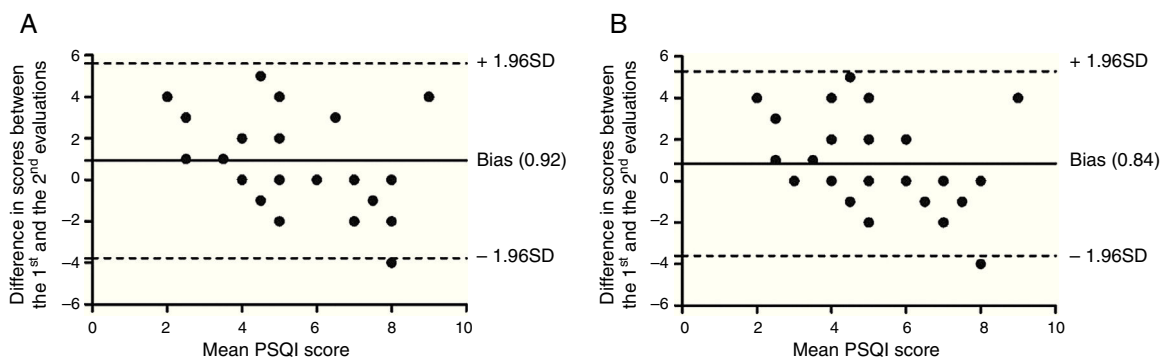 A
Difference in scores between
the 1st and the 2nd evaluations
6
4
2
0
–2
–4
–6
0 2 4 6 8 10
Mean PSQI score
+ 1.96SD
Bias (0.92)
– 1.96SD
B
Difference in scores between
the 1st and the 2nd evaluations
6
4
2
0
–2
–4
–6
0 2 4 6 8 10
Mean PSQI score
+ 1.96SD
Bias (0.84)
– 1.96SD